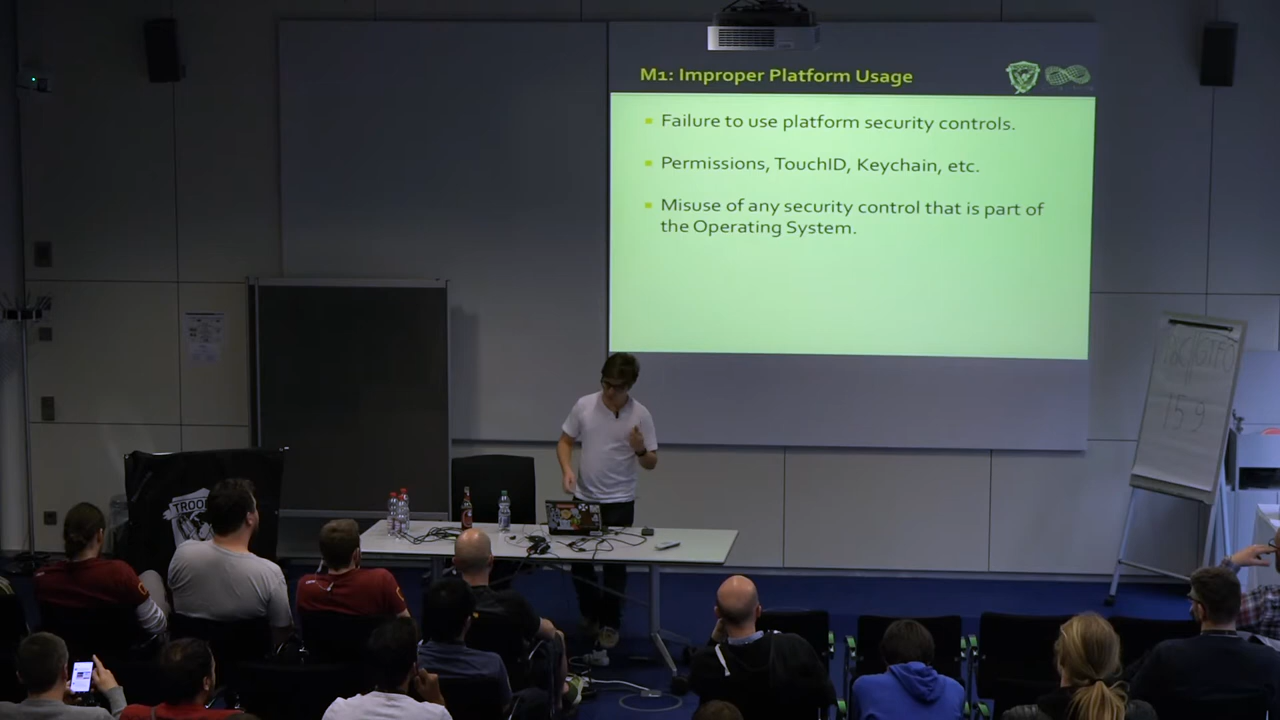 M1: Improper Platform Usage
Failure to use platform security controls.
Permissions, TouchID, Keychain, etc.
Misuse of any security control that is part of
the Operating System.
159